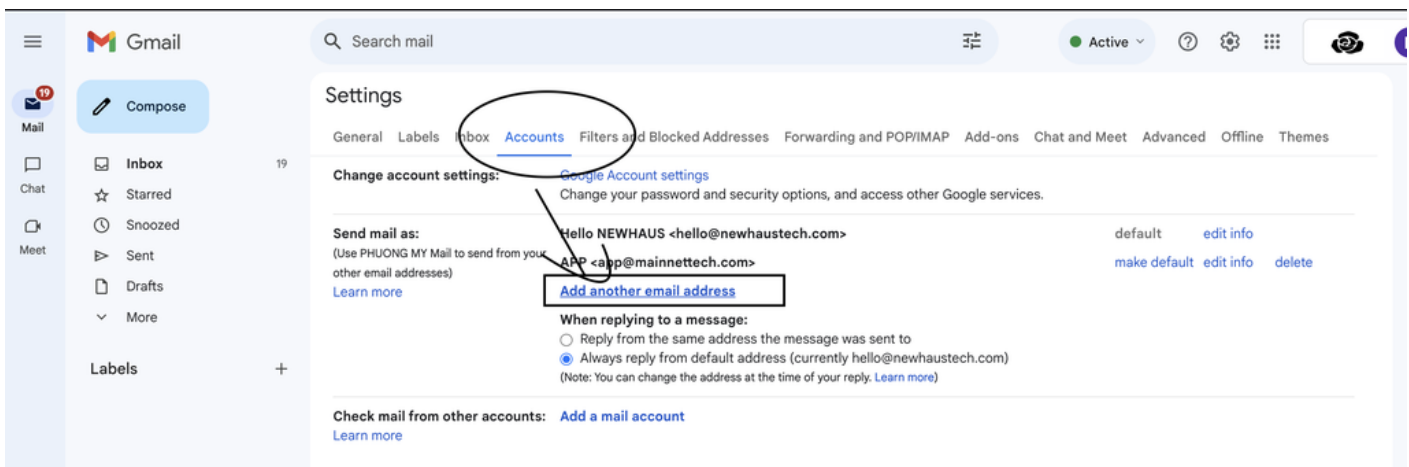 Gmail
Search mail
Active
19
Mail
Chat
Meet
Compose
Inbox 19
Starred
Snoozed
Sent
Drafts
More
Labels
Settings
General Labels Inbox Accounts Filters and Blocked Addresses Forwarding and POP/IMAP Add-ons Chat and Meet Advanced Offline Themes
Change account settings: Google Account settings
Change your password and security options, and access other Google services.
Send mail as: Hello NEWHAUS <hello@newhaustech.com> default edit info
(Use PHUONG MY Mail to send from your
other email addresses)
Learn more
APP <app@mainnettech.com> make default edit info delete
Add another email address
When replying to a message:
Reply from the same address the message was sent to
Always reply from default address (currently hello@newhaustech.com)
(Note: You can change the address at the time of your reply. Learn more)
Check mail from other accounts: Add a mail account
Learn more